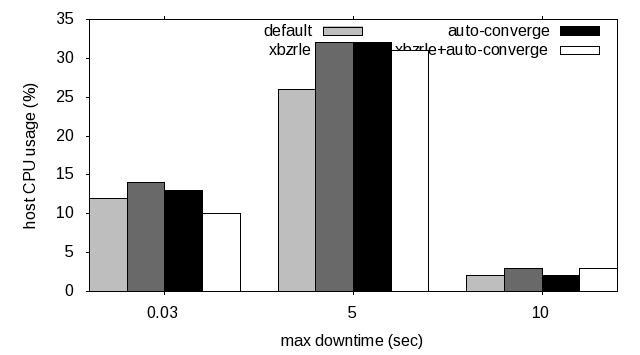 35
30
25
20
15
10
5
0
host CPU usage (%)
default
xbzrle
auto-converge
xbzrle+auto-converge
0.03
5
10
max downtime (sec)